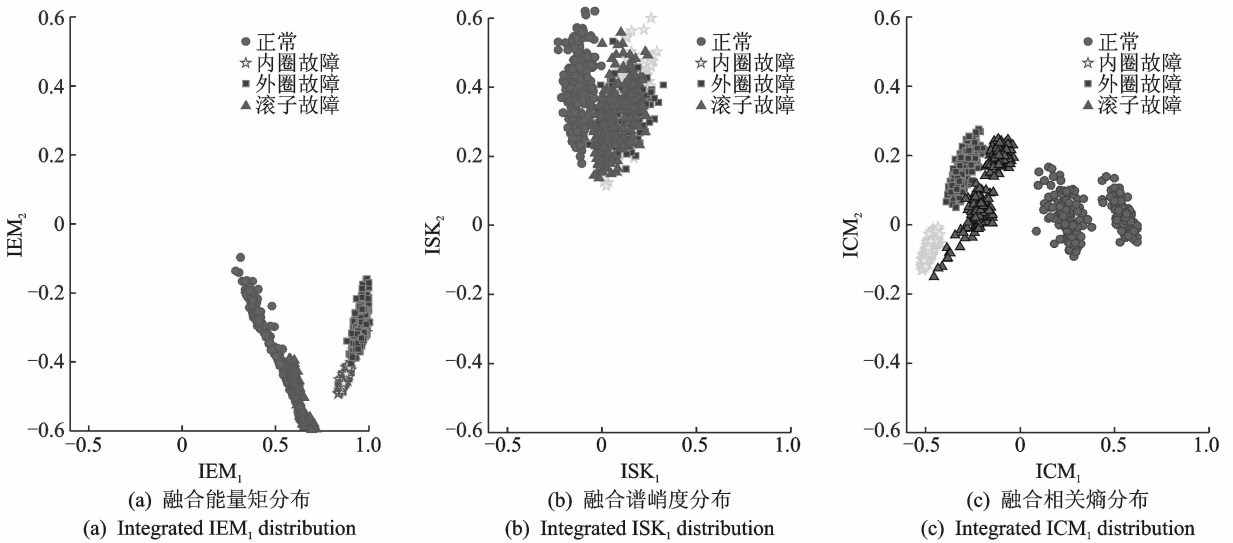 0.6
0.4
0.2
0
−0.2
−0.4
−0.6
−0.5
0
0.5
1.0
IEM₂
IEM₁
正常
内圈故障
外圈故障
滚子故障
(a) 融合能量矩分布
(a) Integrated IEM₁ distribution
0.6
0.4
0.2
0
−0.2
−0.4
−0.6
−0.5
0
0.5
1.0
ISK₂
ISK₁
正常
内圈故障
外圈故障
滚子故障
(b) 融合谱峭度分布
(b) Integrated ISK₁ distribution
0.6
0.4
0.2
0
−0.2
−0.4
−0.6
−0.5
0
0.5
1.0
ICM₂
ICM₁
正常
内圈故障
外圈故障
滚子故障
(c) 融合相关熵分布
(c) Integrated ICM₁ distribution